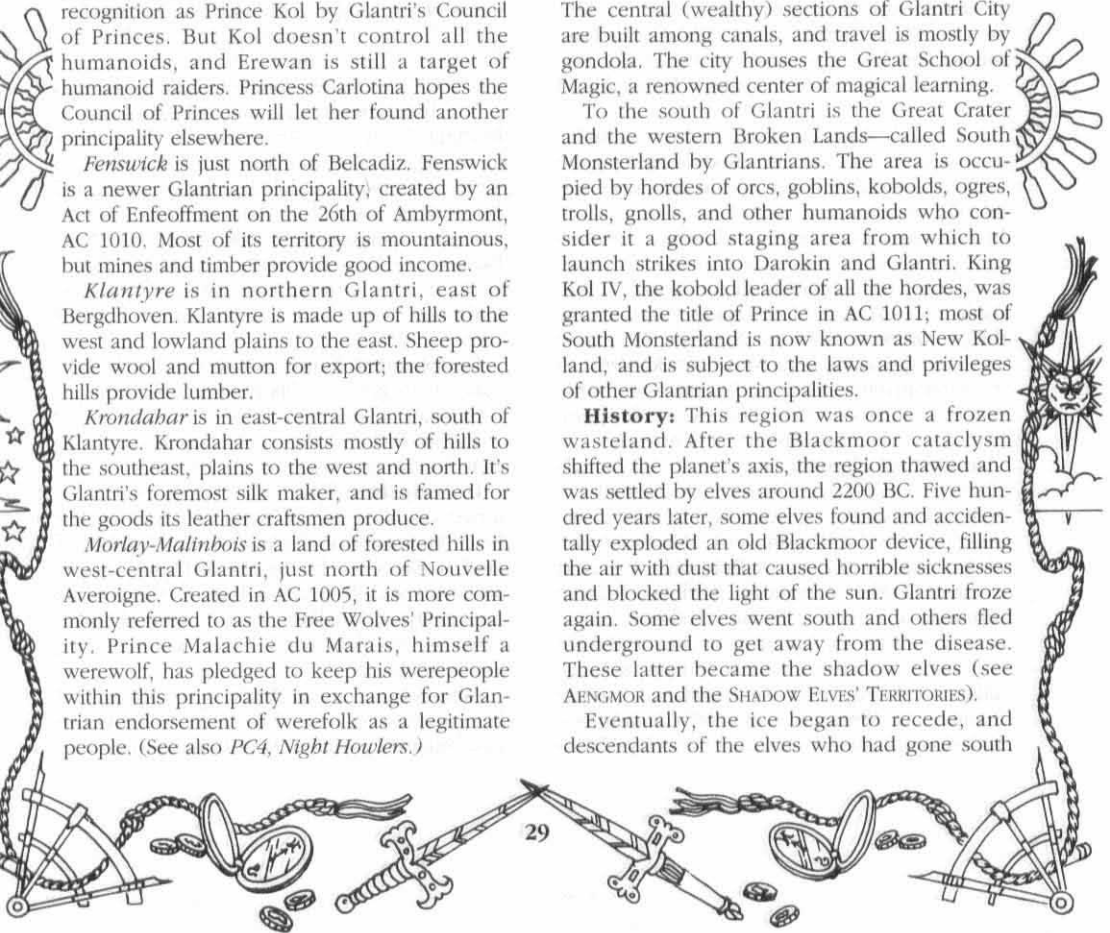 recognition as Prince Kol by Glantri's Council
of Princes. But Kol doesn't control all the
humanoids, and Erewan is still a target of
humanoid raiders. Princess Carlotina hopes the
Council of Princes will let her found another
principality elsewhere.
Fenswick is just north of Belcadiz. Fenswick
is a newer Glantrian principality, created by an
Act of Enfeoffment on the 26th of Ambyrmont,
AC 1010. Most of its territory is mountainous,
but mines and timber provide good income.
Klantyre is in northern Glantri, east of
Bergdhoven. Klantyre is made up of hills to the
west and lowland plains to the east. Sheep pro-
vide wool and mutton for export; the forested
hills provide lumber.
Krondahar is in east-central Glantri, south of
Klantyre. Krondahar consists mostly of hills to
the southeast, plains to the west and north. It's
Glantri's foremost silk maker, and is famed for
the goods its leather craftsmen produce.
Morlay-Malinbois is a land of forested hills in
west-central Glantri, just north of Nouvelle
Averoigne. Created in AC 1005, it is more com-
monly referred to as the Free Wolves' Principal-
ity. Prince Malachie du Marais, himself a
werewolf, has pledged to keep his werepeople
within this principality in exchange for Glan-
trian endorsement of werefolk as a legitimate
people. (See also PC4, Night Howlers.)
The central (wealthy) sections of Glantri City
are built among canals, and travel is mostly by
gondola. The city houses the Great School of
Magic, a renowned center of magical learning.
To the south of Glantri is the Great Crater
and the western Broken Lands—called South
Monsterland by Glantrians. The area is occu-
pied by hordes of orcs, goblins, kobolds, ogres,
trolls, gnolls, and other humanoids who con-
sider it a good staging area from which to
launch strikes into Darokin and Glantri. King
Kol IV, the kobold leader of all the hordes, was
granted the title of Prince in AC 1011; most of
South Monsterland is now known as New Kol-
land, and is subject to the laws and privileges
of other Glantrian principalities.
History: This region was once a frozen
wasteland. After the Blackmoor cataclysm
shifted the planet's axis, the region thawed and
was settled by elves around 2200 BC. Five hun-
dred years later, some elves found and acciden-
tally exploded an old Blackmoor device, filling
the air with dust that caused horrible sicknesses
and blocked the light of the sun. Glantri froze
again. Some elves went south and others fled
underground to get away from the disease.
These latter became the shadow elves (see
AENGMOR and the SHADOW ELVES' TERRITORIES).
Eventually, the ice began to recede, and
descendants of the elves who had gone south
29